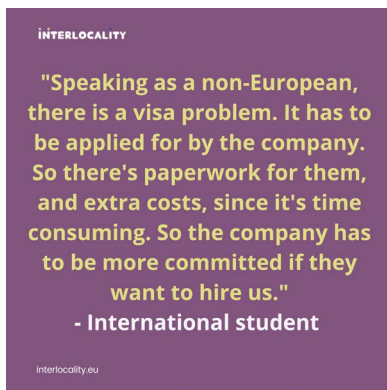 INTERLOCALITY
"Speaking as a non-European,
there is a visa problem. It has to
be applied for by the company.
So there's paperwork for them,
and extra costs, since it's time
consuming. So the company has
to be more committed if they
want to hire us."
- International student
interlocality.eu